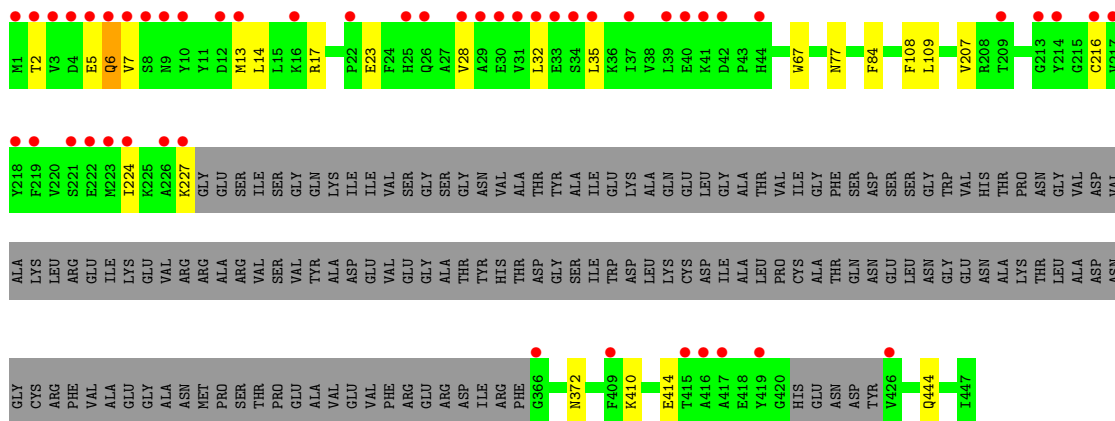 M1 T2 V3 D4 E5 Q6 V7 S8 N9 Y10 Y11 D12 M13 L14 L15 K16 R17 P22 E23 F24 H25 Q26 A27 V28 A29 E30 V31 L32 E33 S34 L35 K36 I37 V38 L39 E40 K41 D42 P43 H44 W67 N77 F84 F108 L109 V207 R208 T209 G213 Y214 G215 C216 V217
Y218 F219 V220 S221 E222 M223 I224 K225 A226 K227 GLY GLU SER ILE SER GLY GLN LYS ILE ILE VAL SER GLY SER GLY ASN VAL ALA THR TYR ALA ILE GLU LYS ALA GLN GLU LEU GLY ALA THR VAL ILE GLY PHE SER ASP SER SER GLY TRP VAL HIS THR PRO ASN GLY VAL ASP VAL
ALA LYS LEU ARG GLU ILE LYS GLU VAL ARG ARG ALA ARG VAL SER VAL TYR ALA ASP GLU VAL GLU GLY ALA THR TYR HIS THR ASP GLY SER ILE TRP ASP LEU LYS CYS ASP ILE ALA LEU PRO CYS ALA THR GLN ASN GLU LEU ASN GLY GLU ASN ALA LYS THR LEU ALA ASP ASN
GLY CYS ARG PHE VAL ALA GLU GLY ALA ASN MET PRO SER THR PRO GLU ALA VAL GLU VAL PHE ARG GLU ARG ASP ILE ARG PHE G366 N372 F409 K410 E414 T415 A416 A417 E418 Y419 G420 HIS GLU ASN ASP TYR V426 Q444 I447